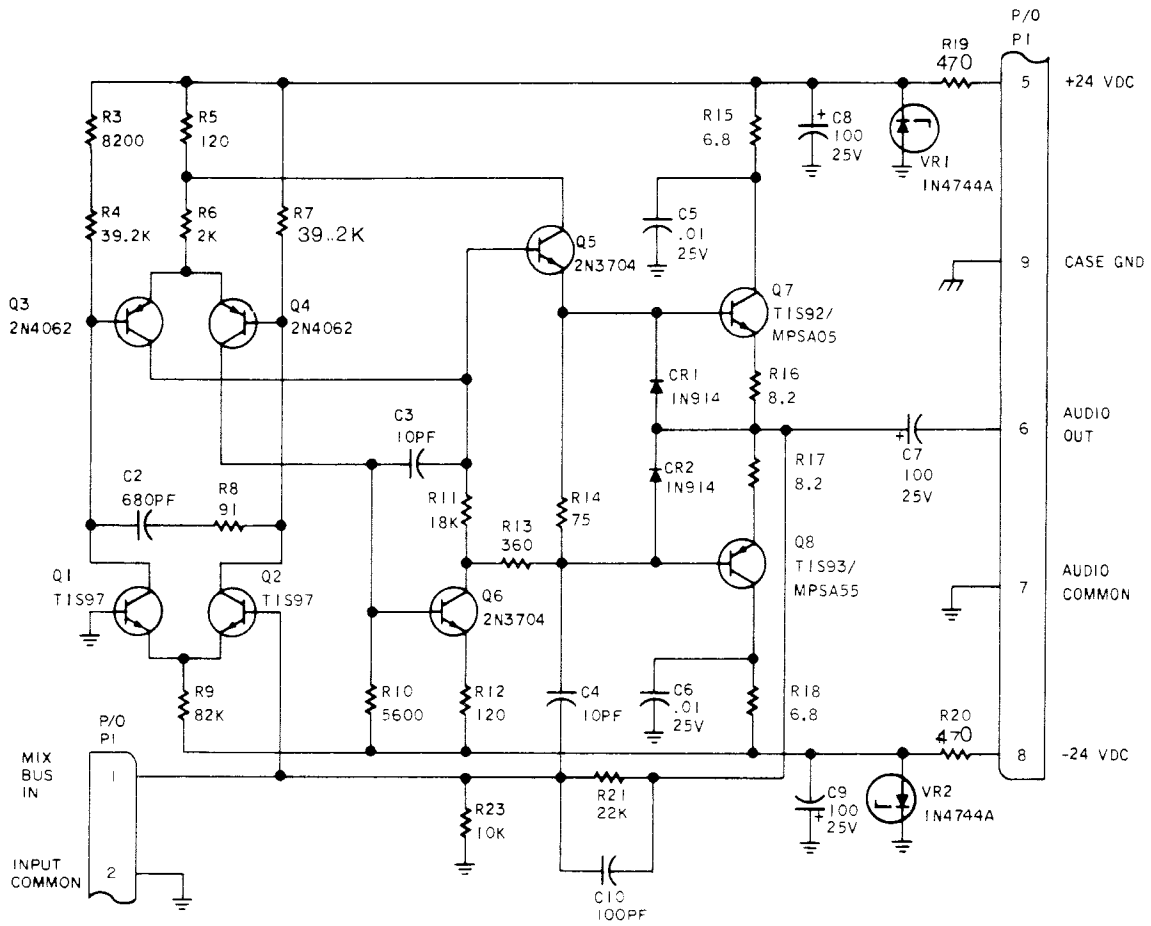 P/O
P1
5
+24 VDC
R19
470
C8
100
25V
VR1
1N4744A
R3
8200
R5
120
R15
6.8
R4
39.2K
R6
2K
R7
39..2K
C5
.01
25V
Q5
2N3704
9
CASE GND
Q3
2N4062
Q4
2N4062
Q7
TIS92/
MPSA05
CR1
1N914
R16
8.2
C3
10PF
6
AUDIO
OUT
C7
100
25V
C2
680PF
R8
91
R11
18K
R13
360
R14
75
CR2
1N914
R17
8.2
Q1
TIS97
Q2
TIS97
Q6
2N3704
Q8
TIS93/
MPSA55
7
AUDIO
COMMON
R9
82K
R10
5600
R12
120
C4
10PF
C6
.01
25V
R18
6.8
R20
470
8
-24 VDC
P/O
P1
MIX
BUS
IN
1
R23
10K
R21
22K
C9
100
25V
VR2
1N4744A
INPUT
COMMON
2
C10
100PF